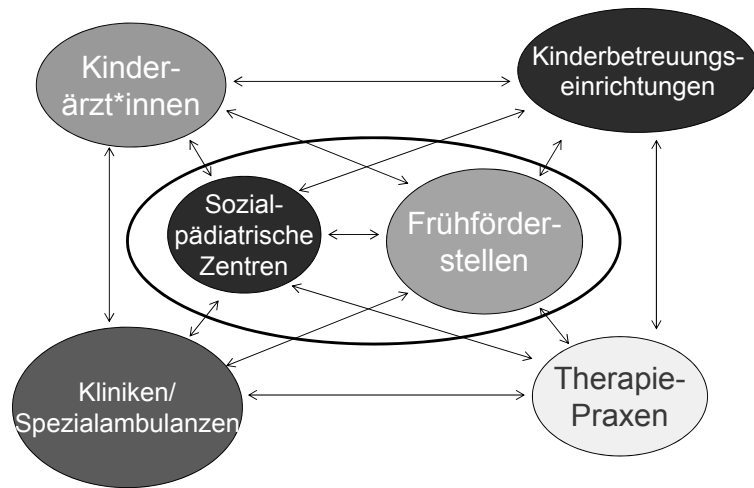 Kinder-
ärzt*innen
Kinderbetreuungs-
einrichtungen
Sozial-
pädiatrische
Zentren
Frühförder-
stellen
Kliniken/
Spezialambulanzen
Therapie-
Praxen